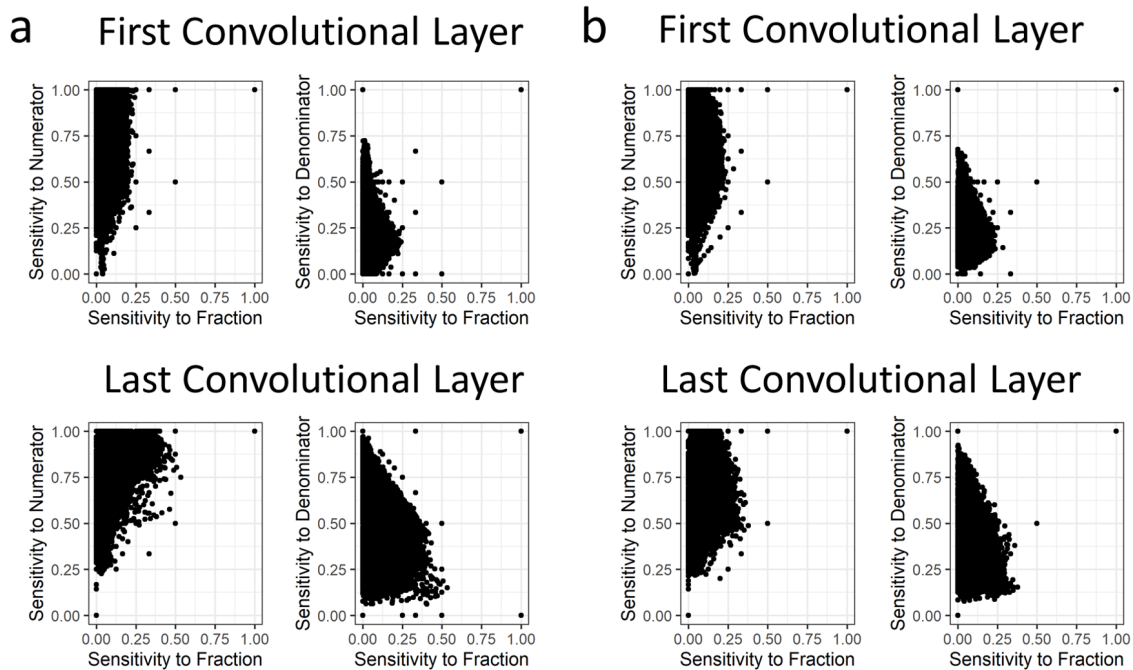 a
First Convolutional Layer
b
First Convolutional Layer
Sensitivity to Numerator
1.00
0.75
0.50
0.25
0.00
0.00 0.25 0.50 0.75 1.00
Sensitivity to Fraction
Sensitivity to Denominator
1.00
0.75
0.50
0.25
0.00
0.00 0.25 0.50 0.75 1.00
Sensitivity to Fraction
Sensitivity to Numerator
1.00
0.75
0.50
0.25
0.00
0.00 0.25 0.50 0.75 1.00
Sensitivity to Fraction
Sensitivity to Denominator
1.00
0.75
0.50
0.25
0.00
0.00 0.25 0.50 0.75 1.00
Sensitivity to Fraction
Last Convolutional Layer
Last Convolutional Layer
Sensitivity to Numerator
1.00
0.75
0.50
0.25
0.00
0.00 0.25 0.50 0.75 1.00
Sensitivity to Fraction
Sensitivity to Denominator
1.00
0.75
0.50
0.25
0.00
0.00 0.25 0.50 0.75 1.00
Sensitivity to Fraction
Sensitivity to Numerator
1.00
0.75
0.50
0.25
0.00
0.00 0.25 0.50 0.75 1.00
Sensitivity to Fraction
Sensitivity to Denominator
1.00
0.75
0.50
0.25
0.00
0.00 0.25 0.50 0.75 1.00
Sensitivity to Fraction